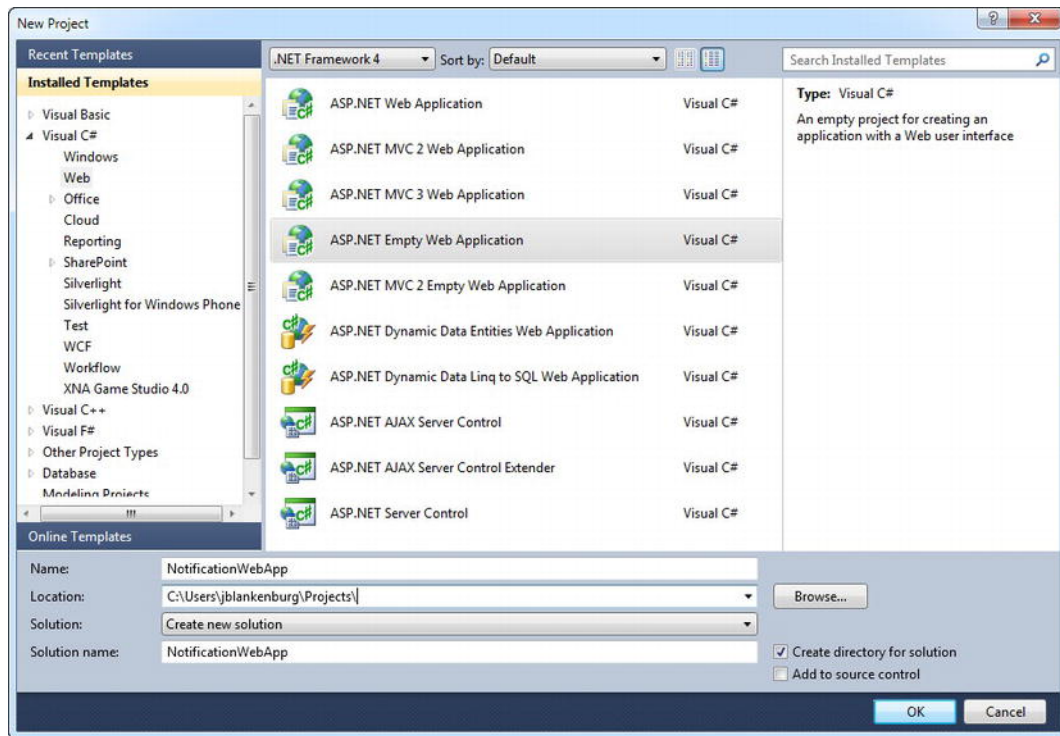 New Project
Recent Templates
Installed Templates
Visual Basic
Visual C#
Windows
Web
Office
Cloud
Reporting
SharePoint
Silverlight
Silverlight for Windows Phone
Test
WCF
Workflow
XNA Game Studio 4.0
Visual C++
Visual F#
Other Project Types
Database
Modeling Projects
Online Templates
.NET Framework 4
Sort by: Default
ASP.NET Web Application Visual C#
ASP.NET MVC 2 Web Application Visual C#
ASP.NET MVC 3 Web Application Visual C#
ASP.NET Empty Web Application Visual C#
ASP.NET MVC 2 Empty Web Application Visual C#
ASP.NET Dynamic Data Entities Web Application Visual C#
ASP.NET Dynamic Data Linq to SQL Web Application Visual C#
ASP.NET AJAX Server Control Visual C#
ASP.NET AJAX Server Control Extender Visual C#
ASP.NET Server Control Visual C#
Search Installed Templates
Type: Visual C#
An empty project for creating an
application with a Web user interface
Name: NotificationWebApp
Location: C:\Users\jblankenburg\Projects\
Browse...
Solution: Create new solution
Solution name: NotificationWebApp
Create directory for solution
Add to source control
OK Cancel